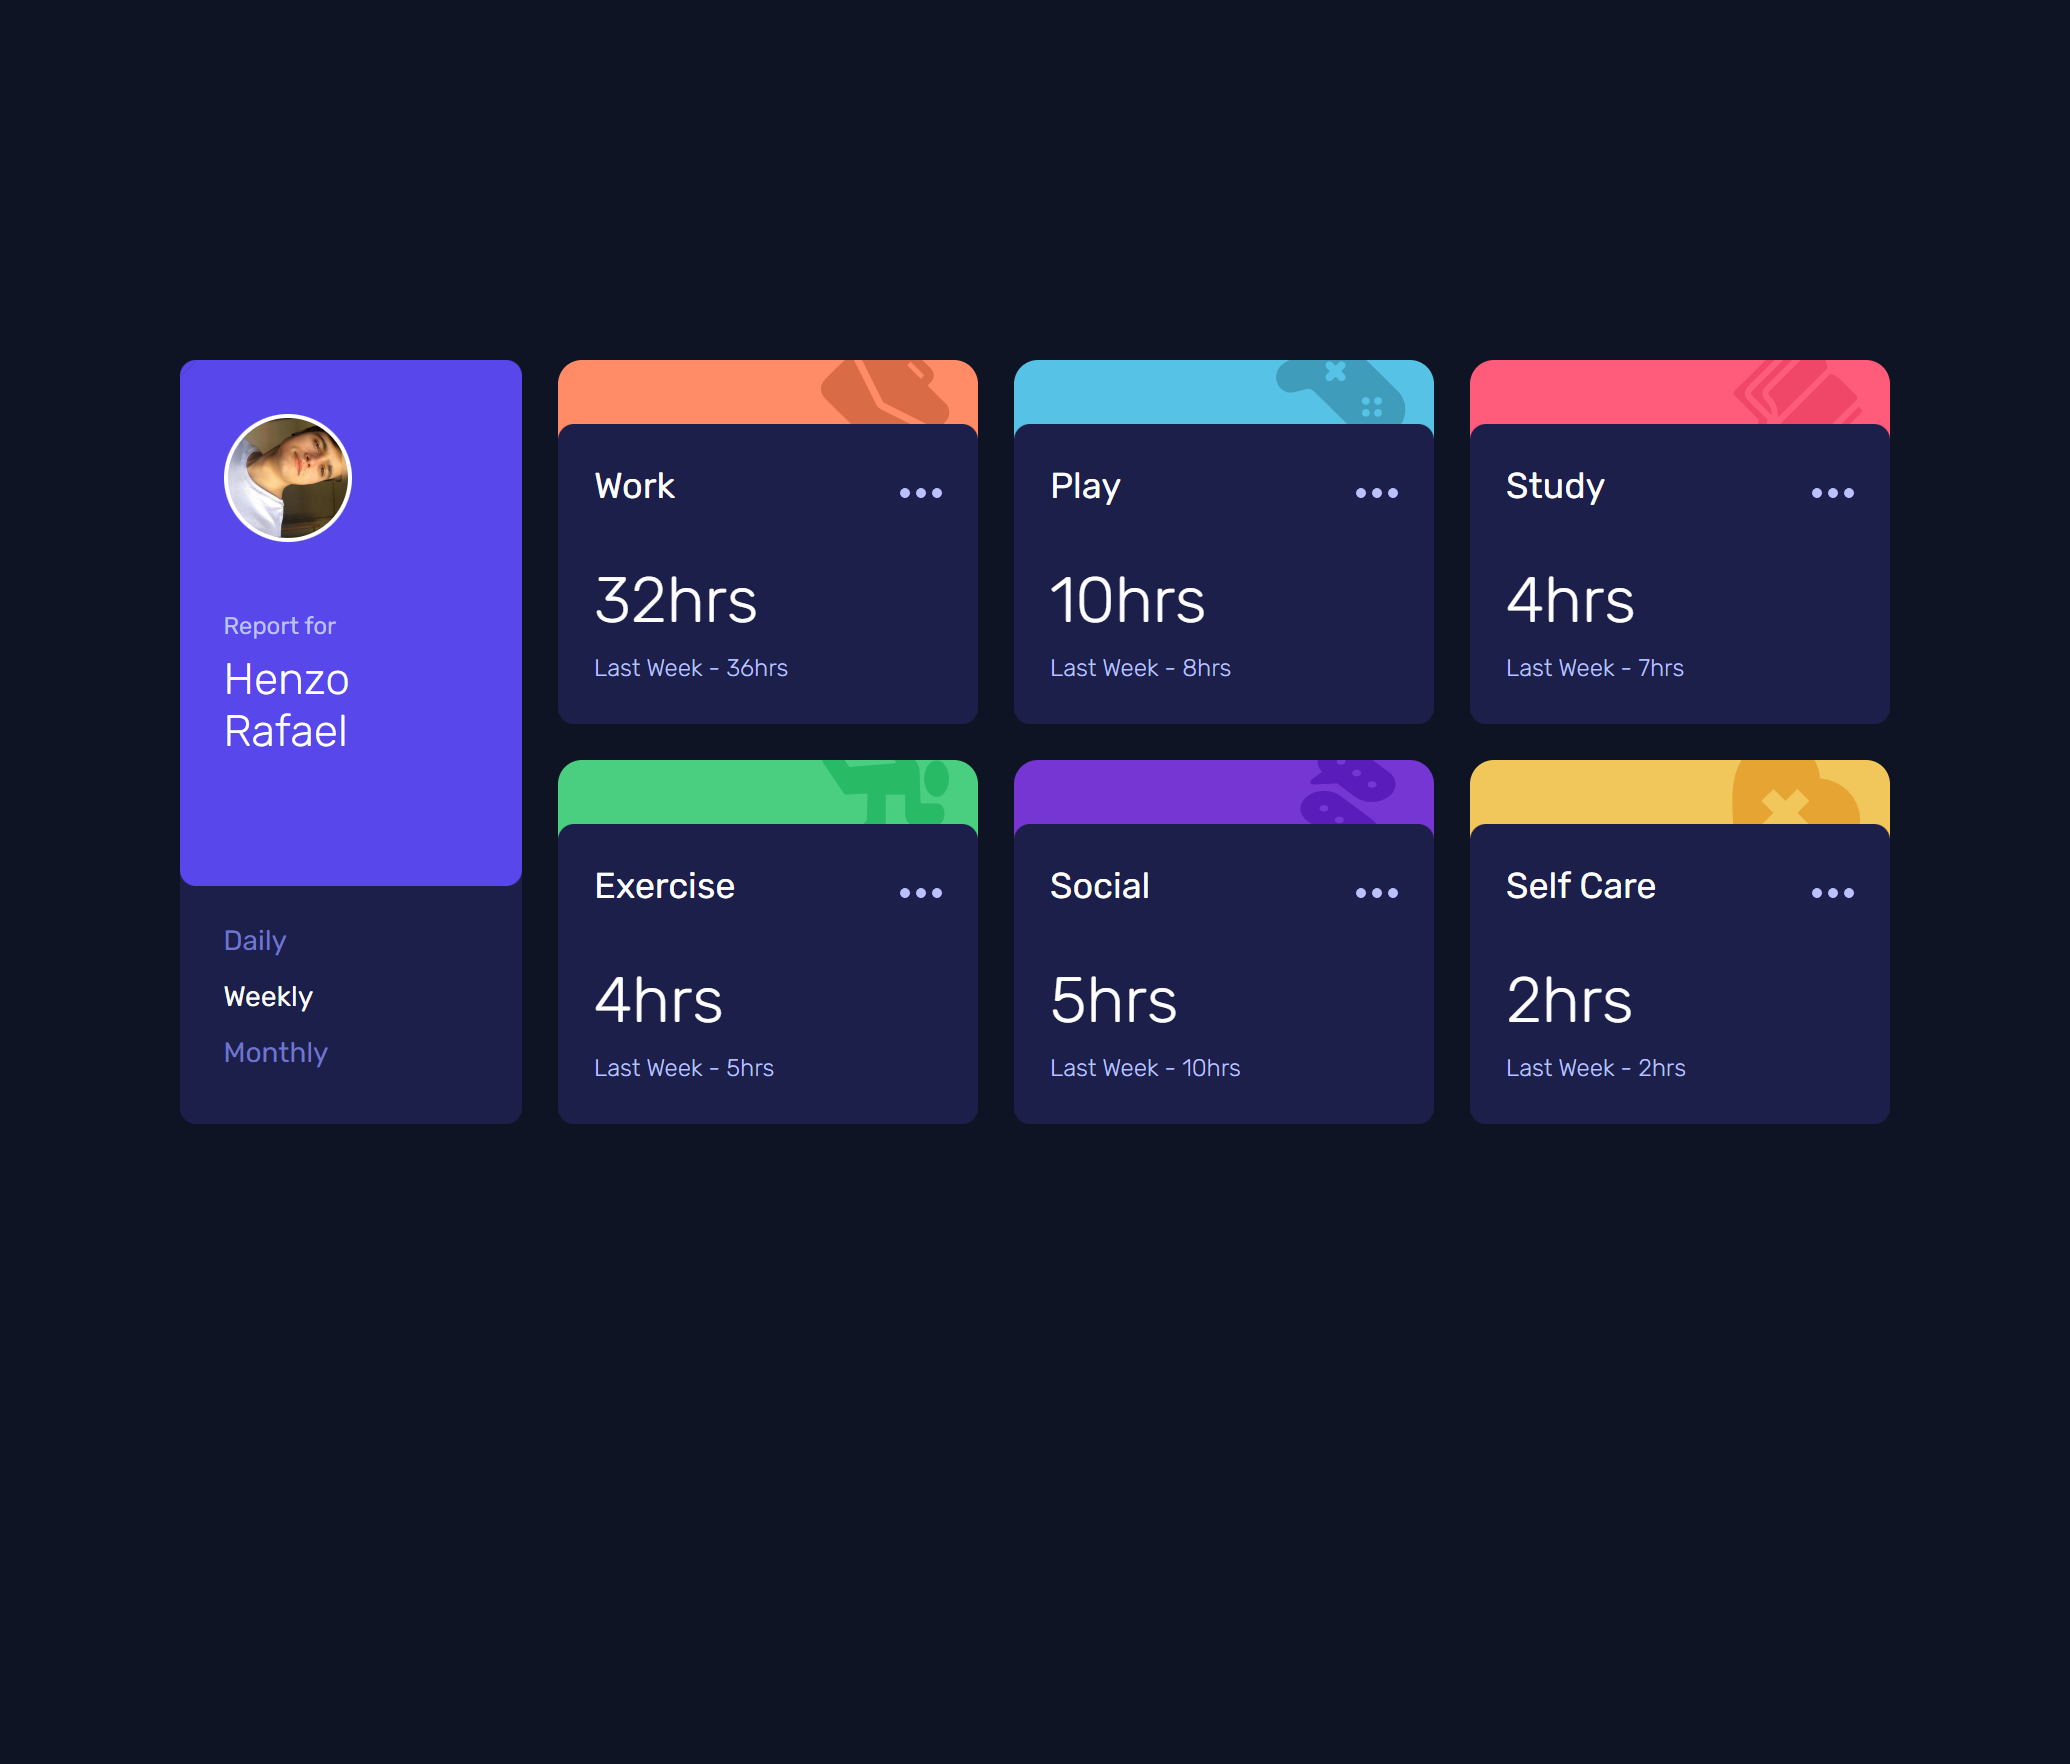 Report for
Henzo
Rafael
Daily
Weekly
Monthly
Work
32hrs
Last Week - 36hrs
Play
10hrs
Last Week - 8hrs
Study
4hrs
Last Week - 7hrs
Exercise
4hrs
Last Week - 5hrs
Social
5hrs
Last Week - 10hrs
Self Care
2hrs
Last Week - 2hrs